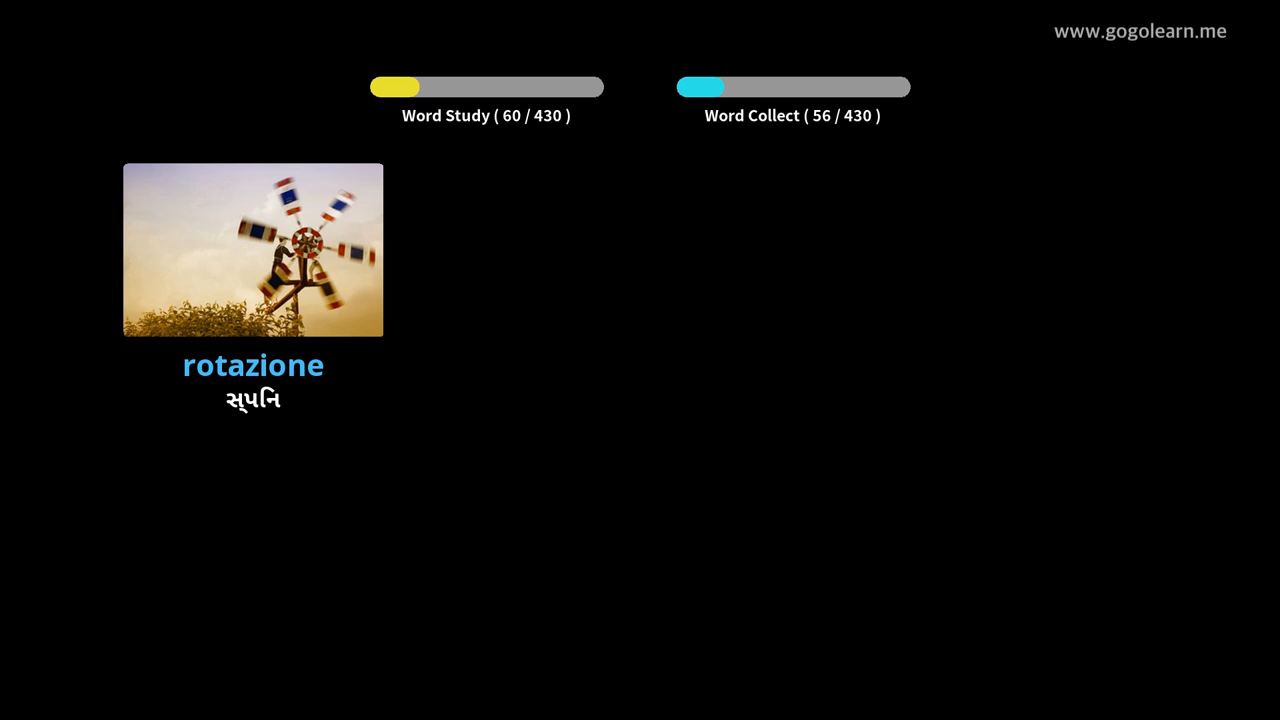 www.gogolearn.me
Word Study ( 60 / 430 )
Word Collect ( 56 / 430 )
rotazione
સ્પિન